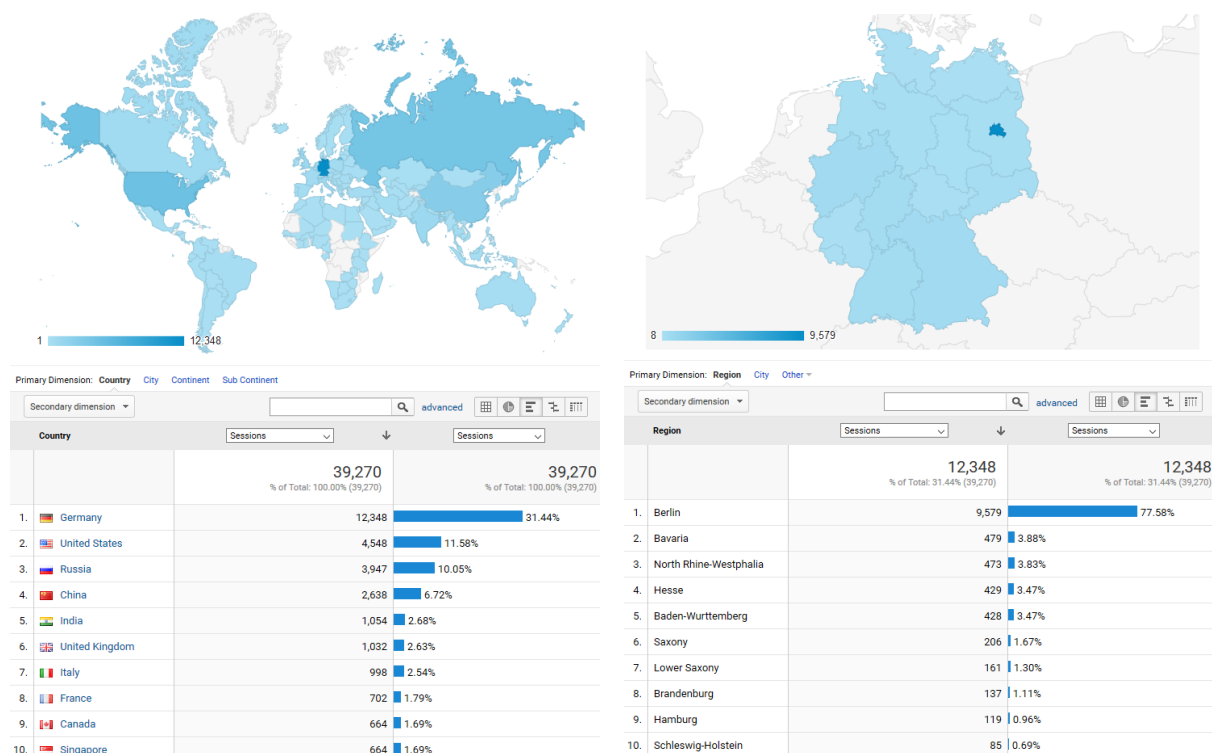 1 12,348
Primary Dimension: Country City Continent Sub Continent
Secondary dimension advanced
Country Sessions Sessions
39,270 39,270
% of Total: 100.00% (39,270) % of Total: 100.00% (39,270)
1. Germany 12,348 31.44%
2. United States 4,548 11.58%
3. Russia 3,947 10.05%
4. China 2,638 6.72%
5. India 1,054 2.68%
6. United Kingdom 1,032 2.63%
7. Italy 998 2.54%
8. France 702 1.79%
9. Canada 664 1.69%
10. Singapore 664 1.69%
8 9,579
Primary Dimension: Region City Other
Secondary dimension advanced
Region Sessions Sessions
12,348 12,348
% of Total: 31.44% (39,270) % of Total: 31.44% (39,270)
1. Berlin 9,579 77.58%
2. Bavaria 479 3.88%
3. North Rhine-Westphalia 473 3.83%
4. Hesse 429 3.47%
5. Baden-Wurttemberg 428 3.47%
6. Saxony 206 1.67%
7. Lower Saxony 161 1.30%
8. Brandenburg 137 1.11%
9. Hamburg 119 0.96%
10. Schleswig-Holstein 85 0.69%